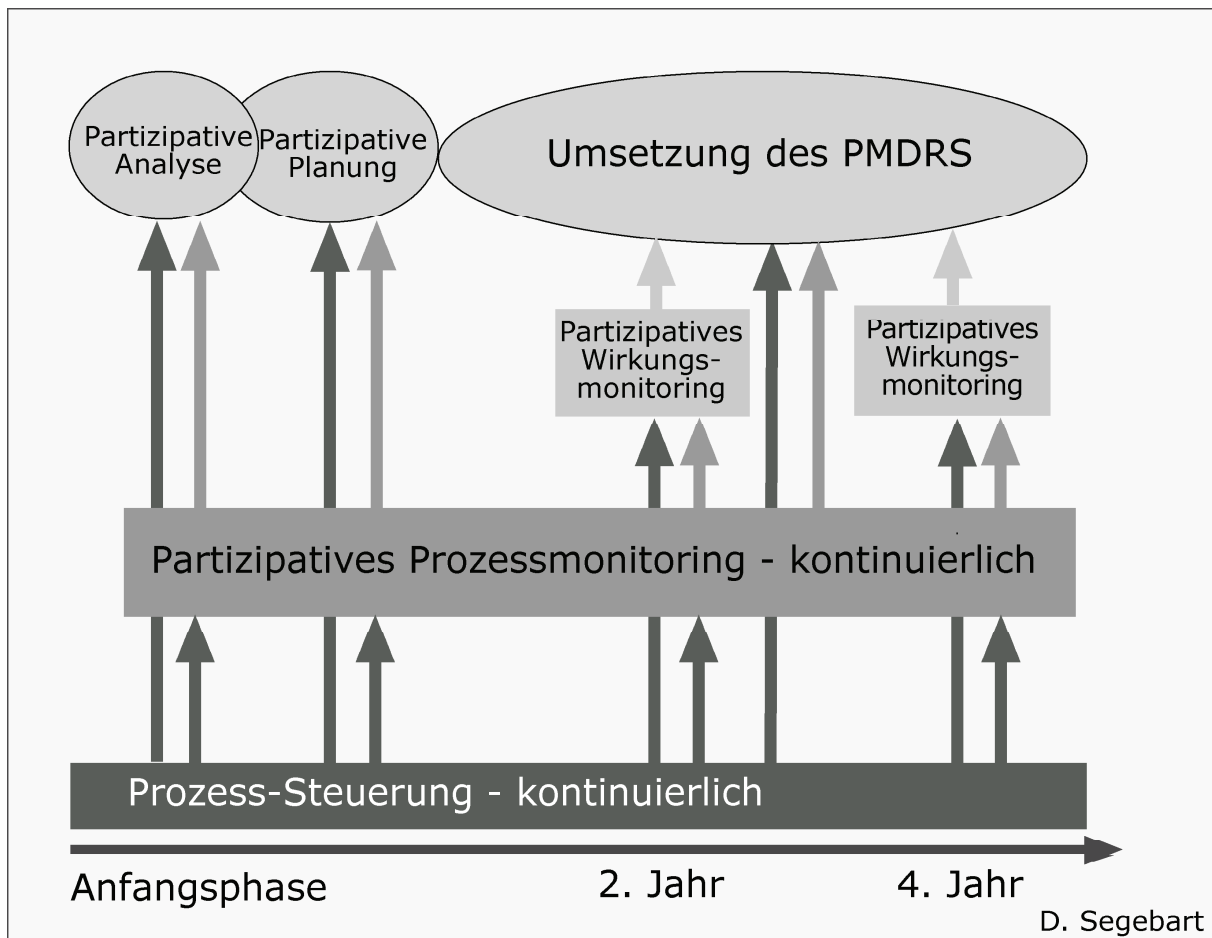 Partizipative
Analyse
Partizipative
Planung
Umsetzung des PMDRS
Partizipatives
Wirkungs-
monitoring
Partizipatives
Wirkungs-
monitoring
Partizipatives Prozessmonitoring - kontinuierlich
Prozess-Steuerung - kontinuierlich
Anfangsphase
2. Jahr
4. Jahr
D. Segebart